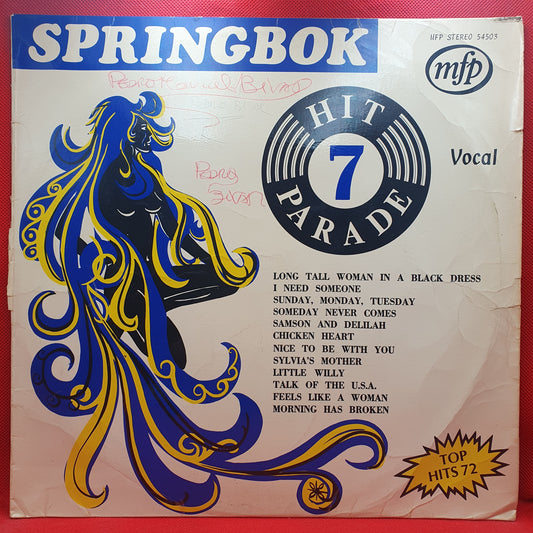 SPRINGBOK
MFP STEREO 54503
mfp
HIT
7
PARADE
Vocal
LONG TALL WOMAN IN A BLACK DRESS
I NEED SOMEONE
SUNDAY, MONDAY, TUESDAY
SOMEDAY NEVER COMES
SAMSON AND DELILAH
CHICKEN HEART
NICE TO BE WITH YOU
SYLVIA'S MOTHER
LITTLE WILLY
TALK OF THE U.S.A.
FEELS LIKE A WOMAN
MORNING HAS BROKEN
TOP
HITS 72